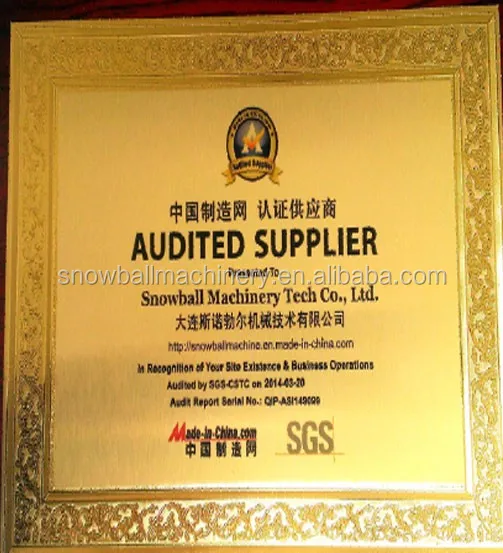 Audited Supplier
中国制造网 认证供应商
AUDITED SUPPLIER
Presented To
snowballmachinery.en.alibaba.com
Snowball Machinery Tech Co., Ltd.
大连斯诺勃尔机械技术有限公司
http://snowballmachine.en.made-in-china.com
In Recognition of Your Site Existence & Business Operations
Audited by SGS-CSTC on 2014-03-20
Audit Report Serial No.: QIP-ASI149099
Made-in-China.com
中国制造网
SGS